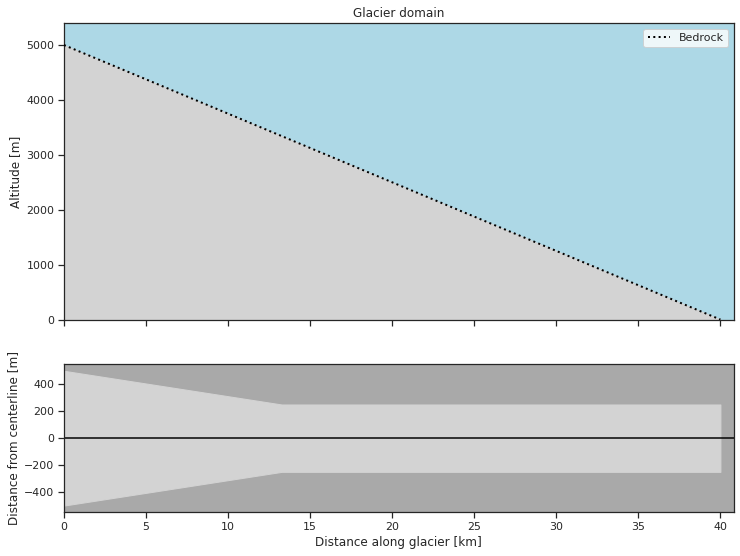 Glacier domain
Bedrock
Altitude [m]
5000
4000
3000
2000
1000
0
Distance from centerline [m]
400
200
0
−200
−400
0 5 10 15 20 25 30 35 40
Distance along glacier [km]